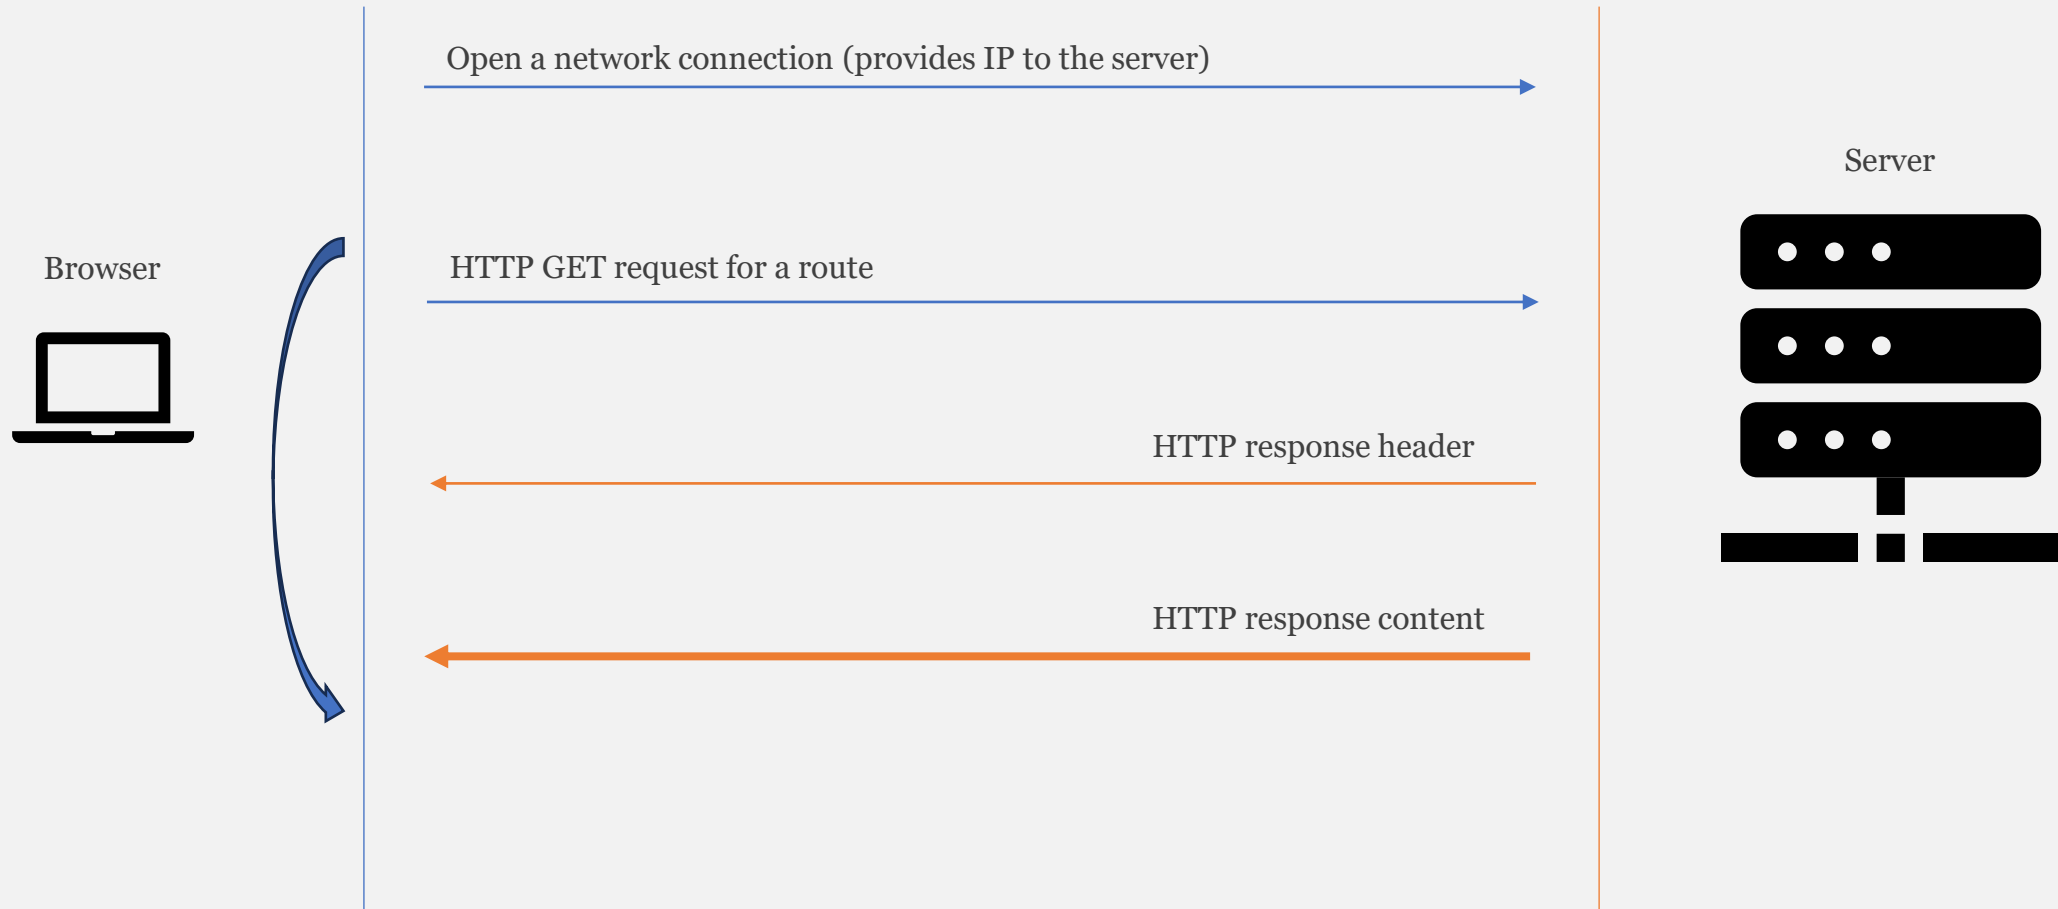 Open a network connection (provides IP to the server)
Server
Browser
HTTP GET request for a route
HTTP response header
HTTP response content